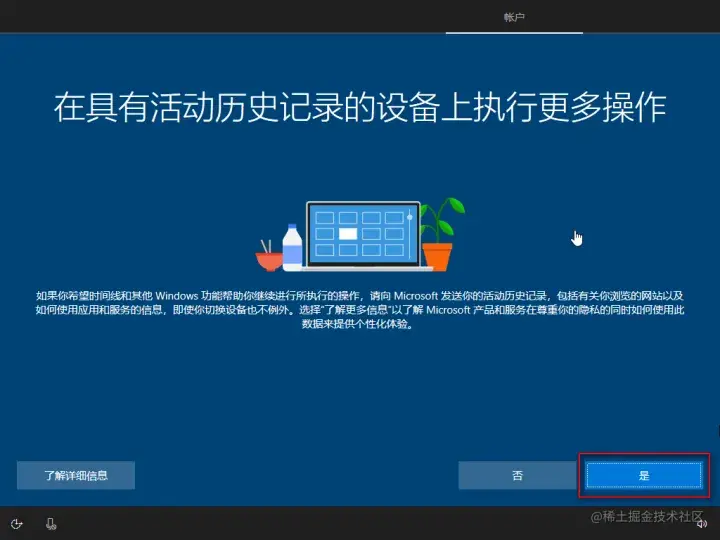 帐户
在具有活动历史记录的设备上执行更多操作
如果你希望时间线和其他 Windows 功能帮助你继续进行所执行的操作，请向 Microsoft 发送你的活动历史记录，包括有关你浏览的网站以及
如何使用应用和服务的信息，即使你切换设备也不例外。选择“了解更多信息”以了解 Microsoft 产品和服务在尊重你的隐私的同时如何使用此
数据来提供个性化体验。
了解详细信息
否
是
@稀土掘金技术社区